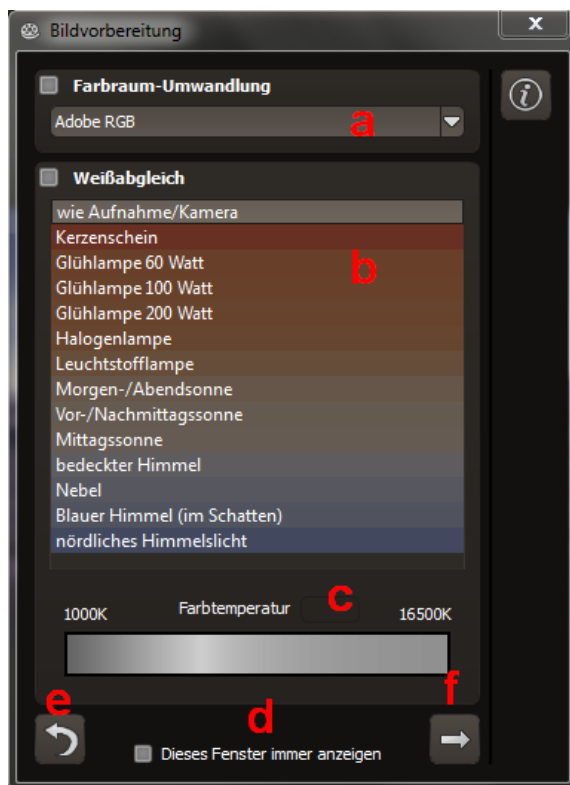 Bildvorbereitung
x
Farbraum-Umwandlung
Adobe RGB
a
Weißabgleich
wie Aufnahme/Kamera
Kerzenschein
b
Glühlampe 60 Watt
Glühlampe 100 Watt
Glühlampe 200 Watt
Halogenlampe
Leuchtstofflampe
Morgen-/Abendsonne
Vor-/Nachmittagssonne
Mittagssonne
bedeckter Himmel
Nebel
Blauer Himmel (im Schatten)
nördliches Himmelslicht
1000K Farbtemperatur c 16500K
e d f
Dieses Fenster immer anzeigen